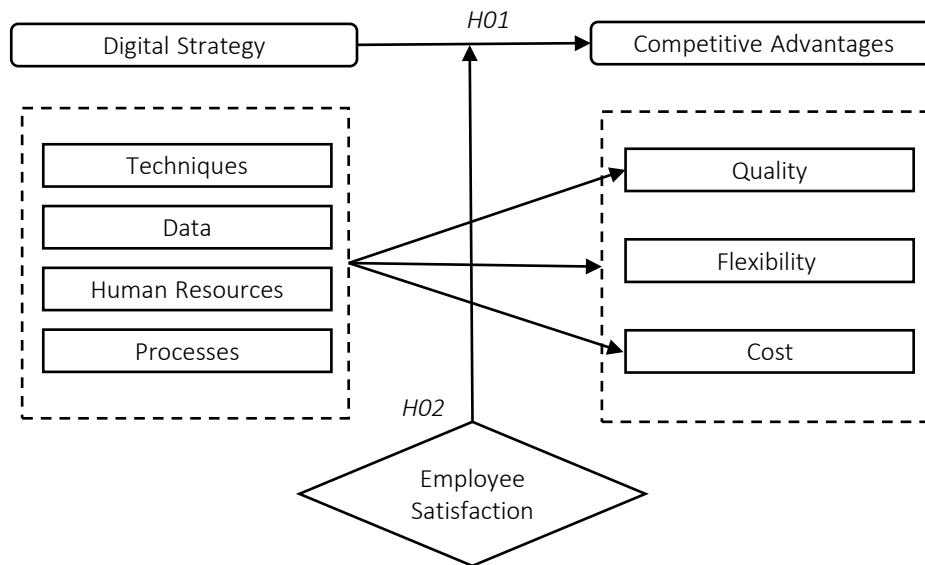 H01
Digital Strategy
Competitive Advantages
Techniques
Data
Human Resources
Processes
Quality
Flexibility
Cost
H02
Employee
Satisfaction